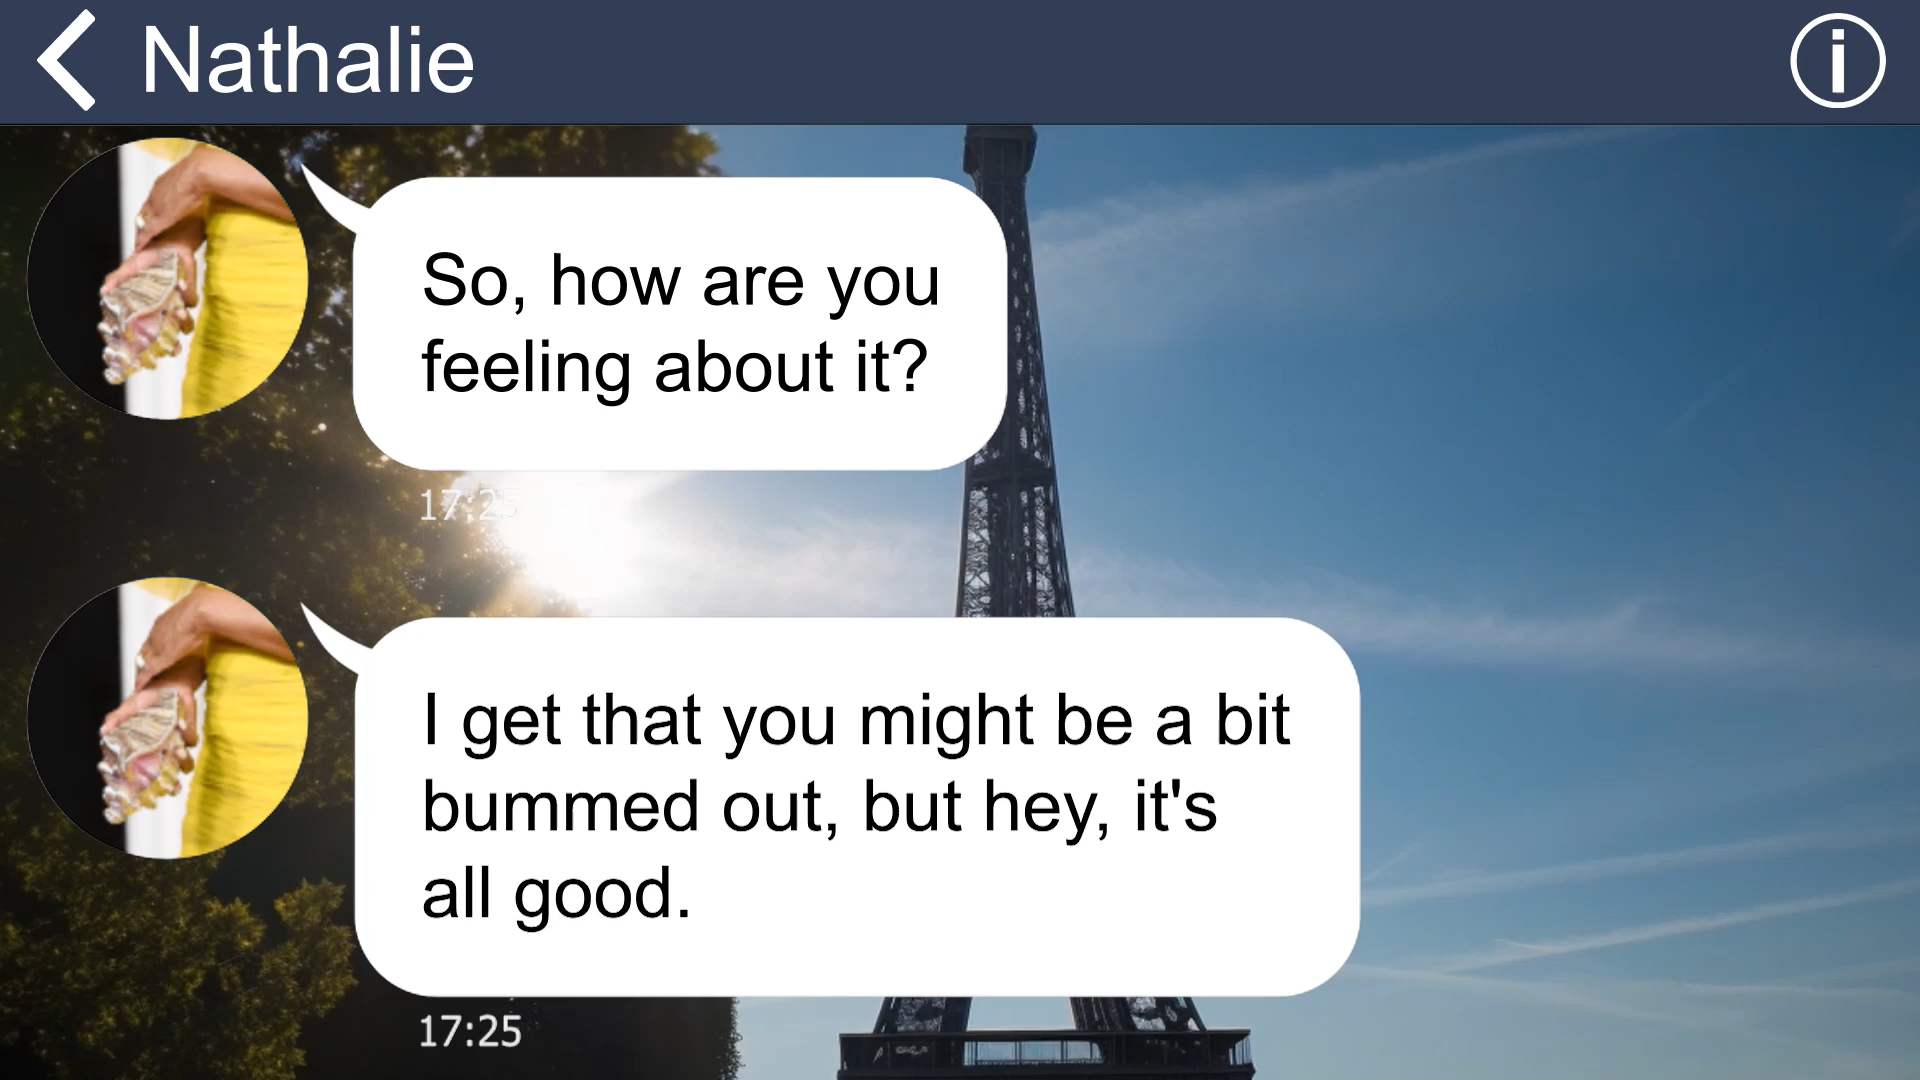 Nathalie
So, how are you
feeling about it?
17:25
I get that you might be a bit
bummed out, but hey, it's
all good.
17:25